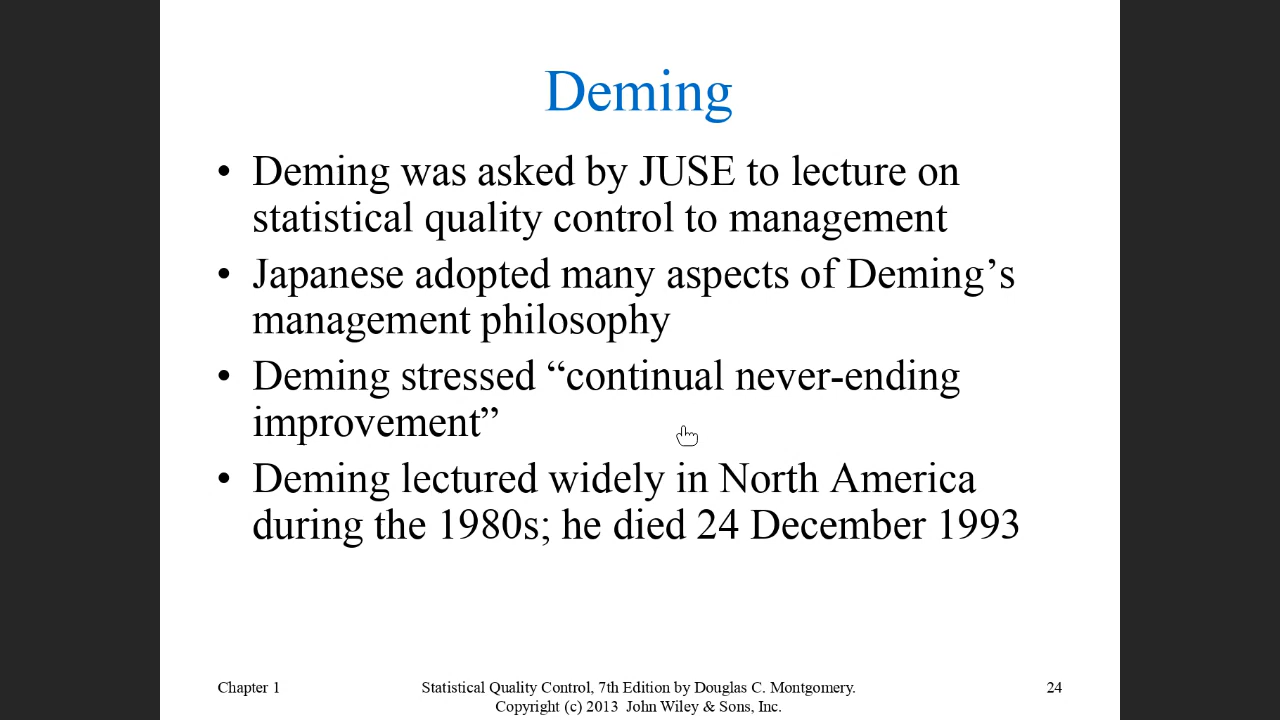 Deming
• Deming was asked by JUSE to lecture on
statistical quality control to management
• Japanese adopted many aspects of Deming’s
management philosophy
• Deming stressed “continual never-ending
improvement”
• Deming lectured widely in North America
during the 1980s; he died 24 December 1993
Chapter 1
Statistical Quality Control, 7th Edition by Douglas C. Montgomery.
Copyright (c) 2013  John Wiley & Sons, Inc.
24